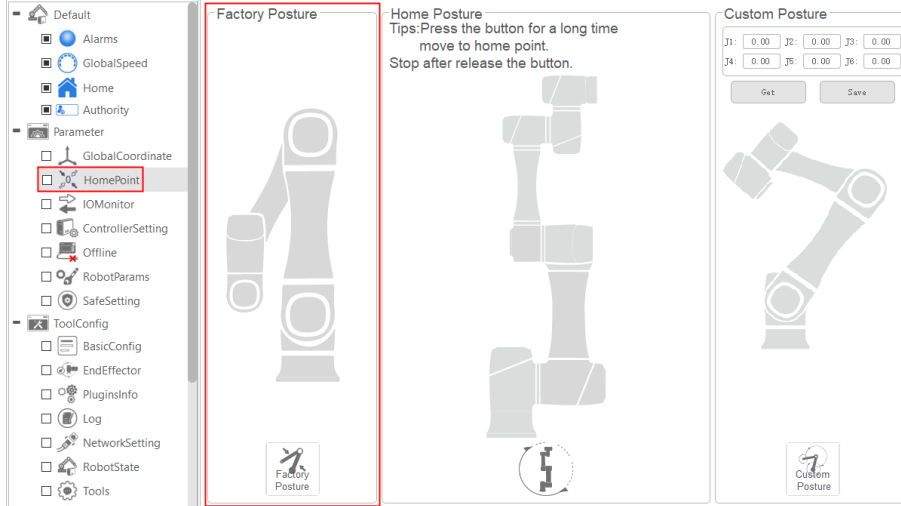 Default
Alarms
GlobalSpeed
Home
Authority
Parameter
GlobalCoordinate
HomePoint
IOMonitor
ControllerSetting
Offline
RobotParams
SafeSetting
ToolConfig
BasicConfig
EndEffector
PluginsInfo
Log
NetworkSetting
RobotState
Tools
Factory Posture
Factory
Posture
Home Posture
Tips:Press the button for a long time
move to home point.
Stop after release the button.
Custom Posture
J1: 0.00 J2: 0.00 J3: 0.00
J4: 0.00 J5: 0.00 J6: 0.00
Get Save
Custom
Posture